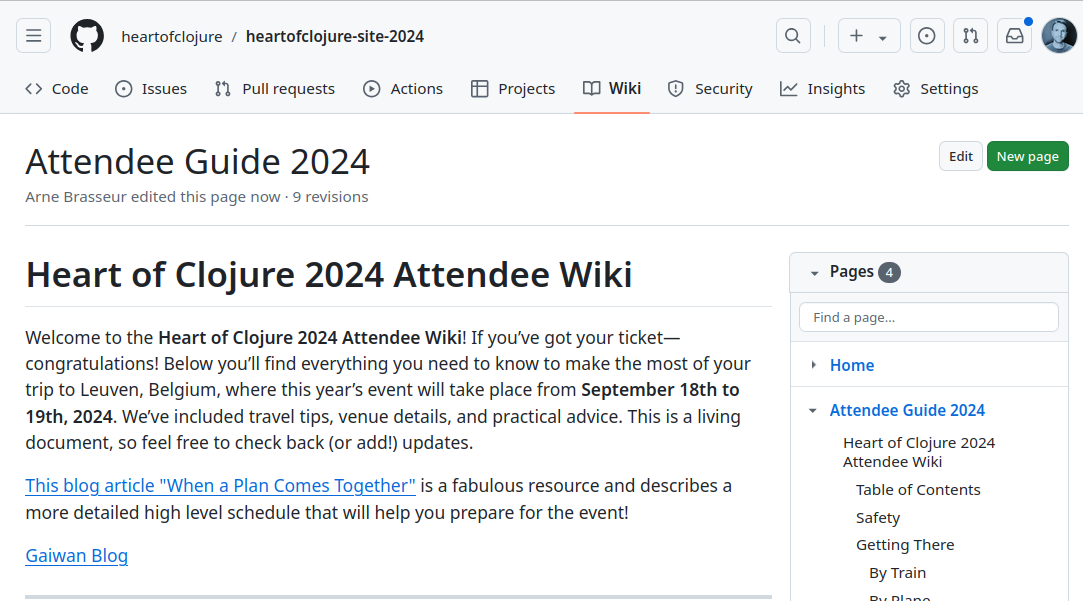 heartofclojure / heartofclojure-site-2024
Code Issues Pull requests Actions Projects Wiki Security Insights Settings
Attendee Guide 2024
Edit New page
Arne Brasseur edited this page now · 9 revisions
Heart of Clojure 2024 Attendee Wiki
Welcome to the Heart of Clojure 2024 Attendee Wiki! If you’ve got your ticket—
congratulations! Below you’ll find everything you need to know to make the most of your
trip to Leuven, Belgium, where this year’s event will take place from September 18th to
19th, 2024. We’ve included travel tips, venue details, and practical advice. This is a living
document, so feel free to check back (or add!) updates.
This blog article "When a Plan Comes Together" is a fabulous resource and describes a
more detailed high level schedule that will help you prepare for the event!
Gaiwan Blog
Pages 4
Find a page…
Home
Attendee Guide 2024
Heart of Clojure 2024
Attendee Wiki
Table of Contents
Safety
Getting There
By Train
By Plane